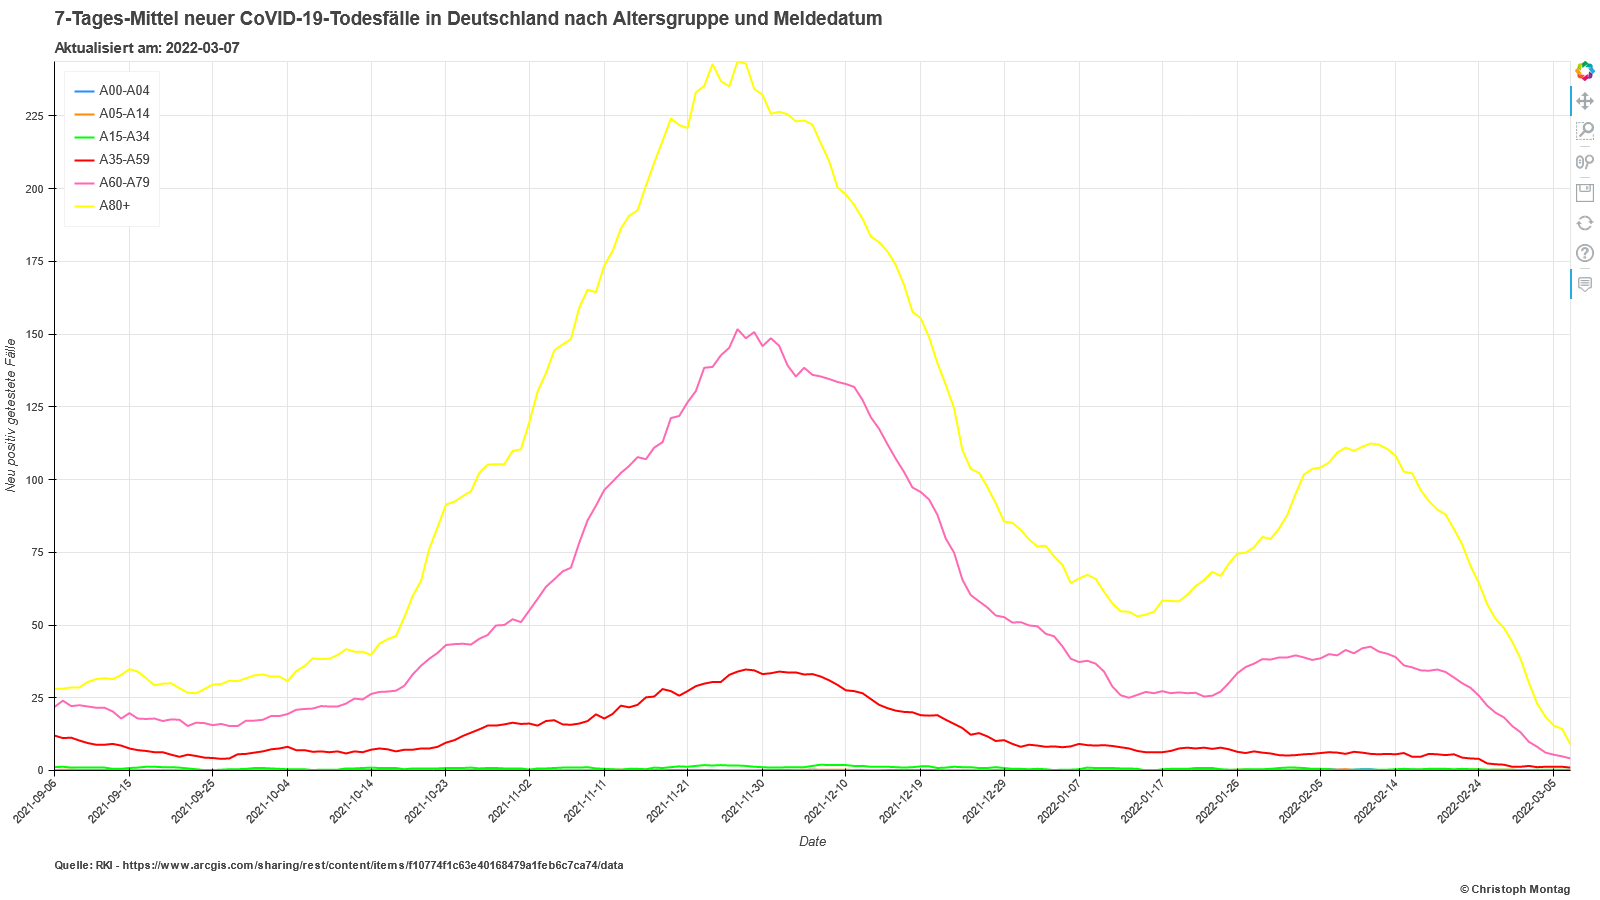 7-Tages-Mittel neuer CoVID-19-Todesfälle in Deutschland nach Altersgruppe und Meldedatum
Aktualisiert am: 2022-03-07
A00-A04
A05-A14
A15-A34
A35-A59
A60-A79
A80+
225
200
175
150
125
100
75
50
25
0
Neu positiv getestete Fälle
2021-09-06
2021-09-15
2021-09-25
2021-10-04
2021-10-14
2021-10-23
2021-11-02
2021-11-11
2021-11-21
2021-11-30
2021-12-10
2021-12-19
2021-12-29
2022-01-07
2022-01-17
2022-01-26
2022-02-05
2022-02-14
2022-02-24
2022-03-05
Date
Quelle: RKI - https://www.arcgis.com/sharing/rest/content/items/f10774f1c63e40168479a1feb6c7ca74/data
© Christoph Montag